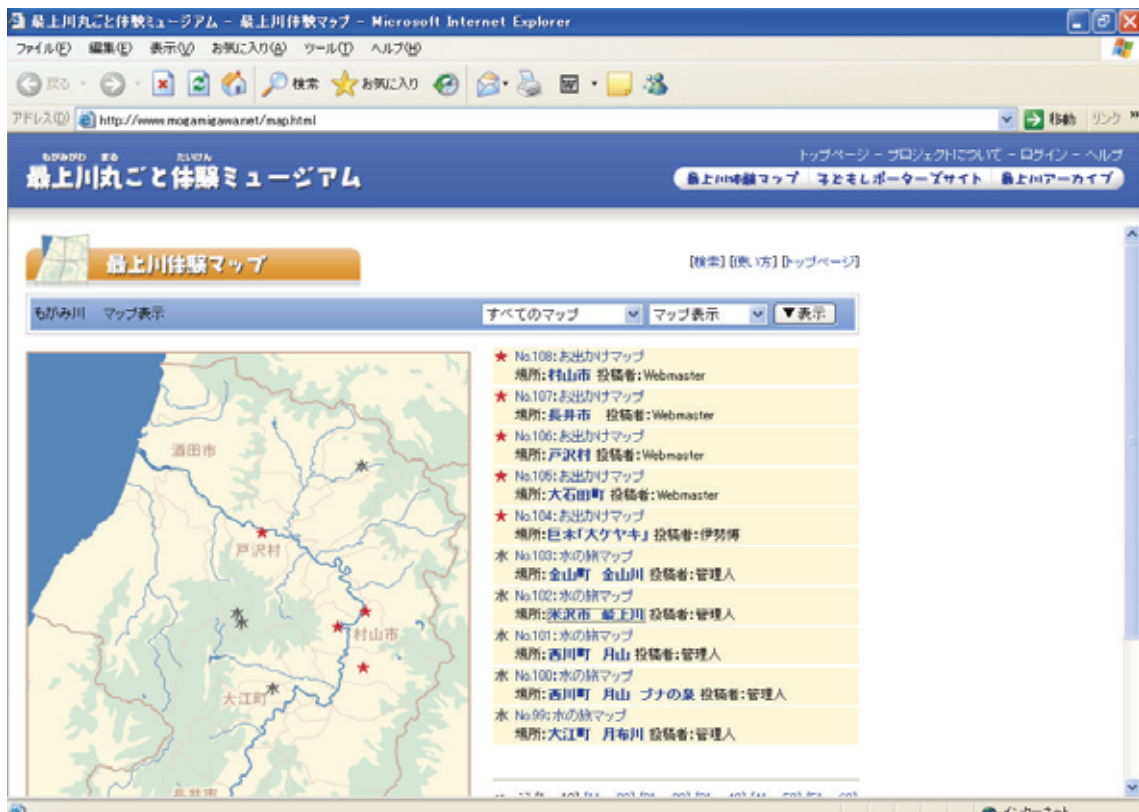 最上川丸ごと体験ミュージアム - 最上川体験マップ - Microsoft Internet Explorer
ファイル(F) 編集(E) 表示(V) お気に入り(A) ツール(T) ヘルプ(H)
戻る 検索 お気に入り
アドレス(D) http://www.mogamigawa.net/map.html 移動 リンク
もがみがわ まる たいけん
最上川丸ごと体験ミュージアム
トップページ - プロジェクトについて - ログイン - ヘルプ
最上川体験マップ 子どもレポーターズサイト 最上川アーカイブ
最上川体験マップ
[検索] [使い方] [トップページ]
もがみ川 マップ表示 すべてのマップ マップ表示 ▼表示
酒田市
戸沢村
村山市
大江町
長井市
水
水
水
水
★ No.108:お出かけマップ
場所:村山市 投稿者:Webmaster
★ No.107:お出かけマップ
場所:長井市 投稿者:Webmaster
★ No.106:お出かけマップ
場所:戸沢村 投稿者:Webmaster
★ No.105:お出かけマップ
場所:大石田町 投稿者:Webmaster
★ No.104:お出かけマップ
場所:巨木「大ケヤキ」 投稿者:伊勢博
水 No.103:水の旅マップ
場所:金山町 金山川 投稿者:管理人
水 No.102:水の旅マップ
場所:米沢市 最上川 投稿者:管理人
水 No.101:水の旅マップ
場所:西川町 月山 投稿者:管理人
水 No.100:水の旅マップ
場所:西川町 月山 ブナの泉 投稿者:管理人
水 No.99:水の旅マップ
場所:大江町 月布川 投稿者:管理人
インターネット